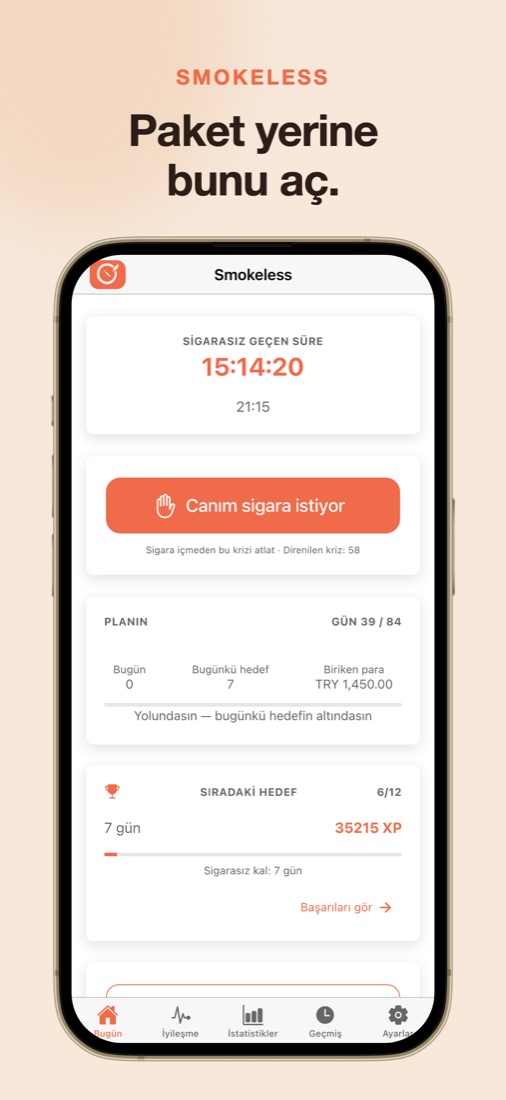 SMOKELESS
Paket yerine
bunu aç.
Smokeless
SİGARASIZ GEÇEN SÜRE
15:14:20
21:15
Canım sigara istiyor
Sigara içmeden bu krizi atlat · Direnilen kriz: 58
PLANIN GÜN 39 / 84
Bugün Bugünkü hedef Biriken para
0 7 TRY 1,450.00
Yolundasın — bugünkü hedefin altındasın
SIRADAKİ HEDEF 6/12
7 gün 35215 XP
Sigarasız kal: 7 gün
Başarıları gör
Bugün İyileşme İstatistikler Geçmiş Ayarlar